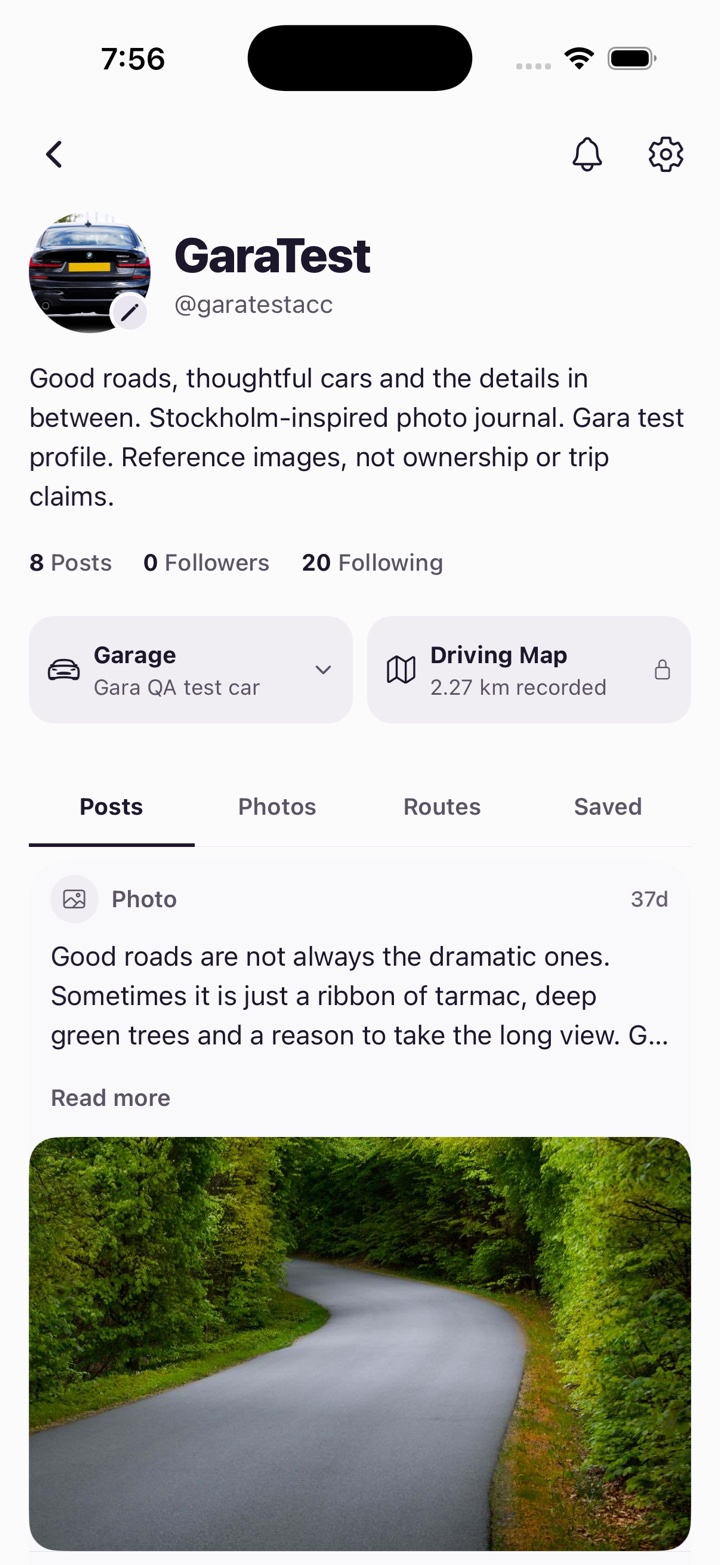 7:56
GaraTest
@garatestacc
Good roads, thoughtful cars and the details in
between. Stockholm-inspired photo journal. Gara test
profile. Reference images, not ownership or trip
claims.
8 Posts 0 Followers 20 Following
Garage
Gara QA test car
Driving Map
2.27 km recorded
Posts Photos Routes Saved
Photo 37d
Good roads are not always the dramatic ones.
Sometimes it is just a ribbon of tarmac, deep
green trees and a reason to take the long view. G...
Read more